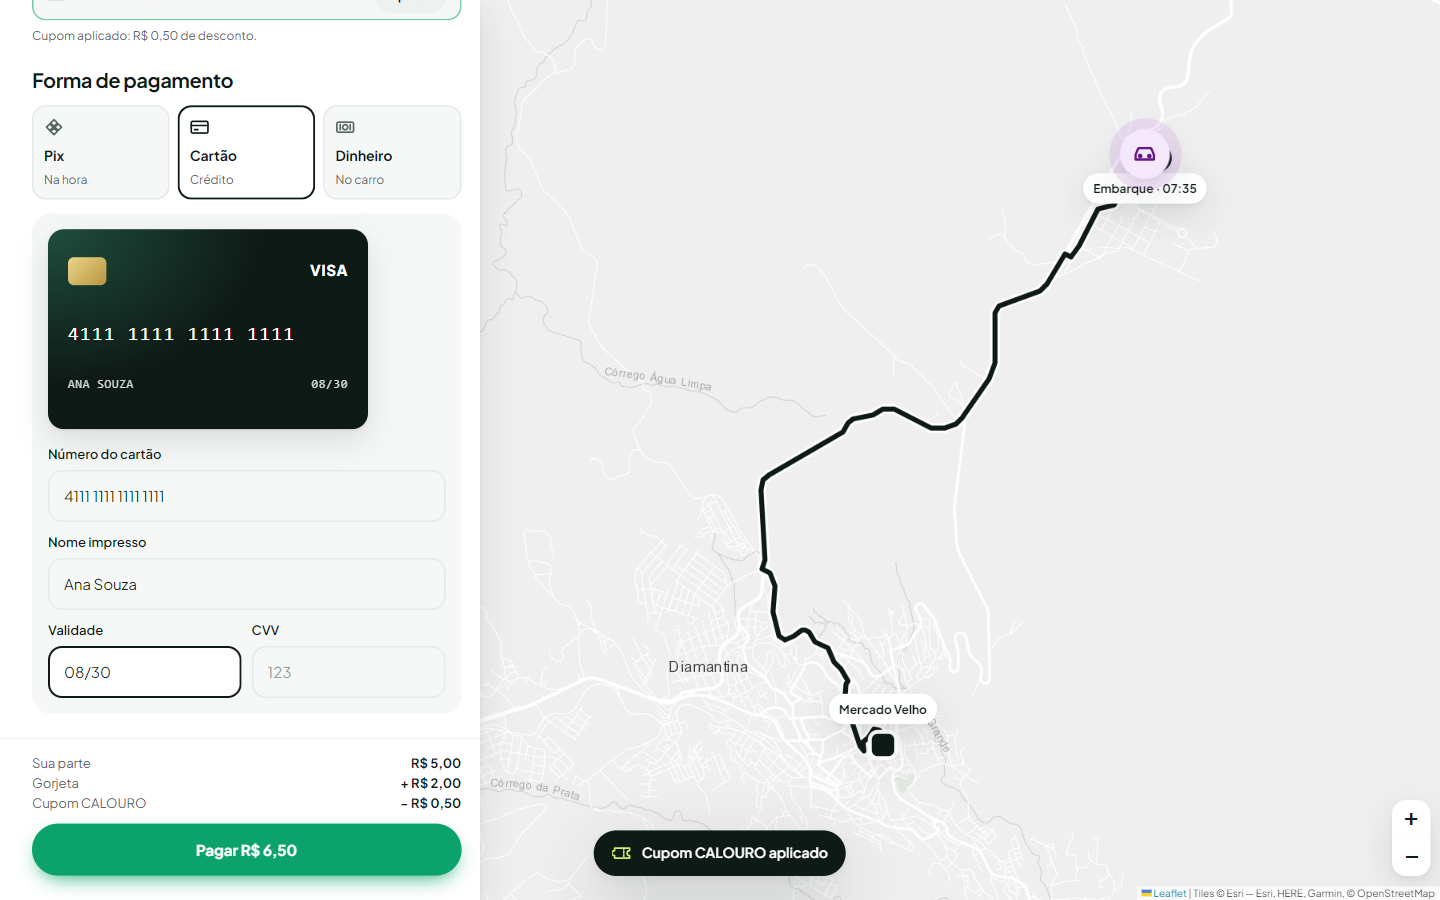 Cupom aplicado: R$ 0,50 de desconto.
Forma de pagamento
Pix
Na hora
Cartão
Crédito
Dinheiro
No carro
VISA
4111 1111 1111 1111
ANA SOUZA
08/30
Número do cartão
4111 1111 1111 1111
Nome impresso
Ana Souza
Validade
CVV
08/30
123
Sua parte
R$ 5,00
Gorjeta
+ R$ 2,00
Cupom CALOURO
− R$ 0,50
Pagar R$ 6,50
Embarque · 07:35
Córrego Água Limpa
Diamantina
Mercado Velho
Grande
Córrego da Prata
Cupom CALOURO aplicado
+
−
Leaflet | Tiles © Esri — Esri, HERE, Garmin, © OpenStreetMap